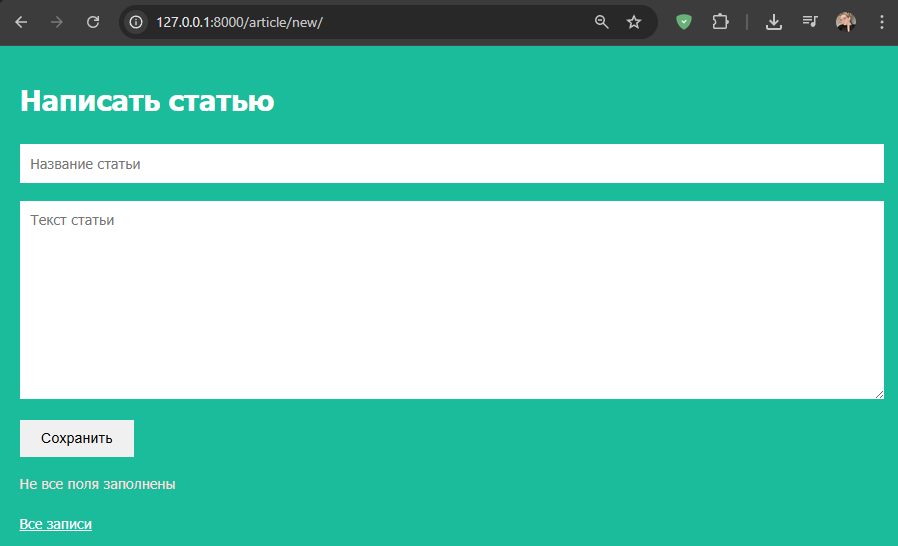 127.0.0.1:8000/article/new/
Написать статью
Название статьи
Текст статьи
Сохранить
Не все поля заполнены
Все записи